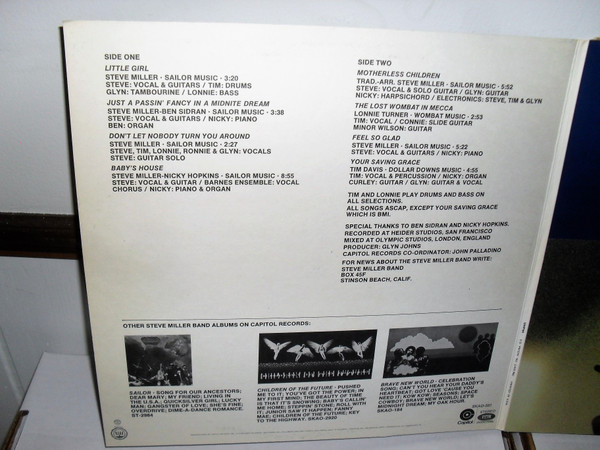 SIDE ONE
LITTLE GIRL
STEVE MILLER · SAILOR MUSIC · 3:20
STEVE: VOCAL & GUITARS / TIM: DRUMS
GLYN: TAMBOURINE / LONNIE: BASS
JUST A PASSIN' FANCY IN A MIDNITE DREAM
STEVE MILLER-BEN SIDRAN · SAILOR MUSIC · 3:38
STEVE: VOCAL & GUITARS / NICKY: PIANO
BEN: ORGAN
DON'T LET NOBODY TURN YOU AROUND
STEVE MILLER · SAILOR MUSIC · 2:27
STEVE, TIM, LONNIE, RONNIE & GLYN: VOCALS
STEVE: GUITAR SOLO
BABY'S HOUSE
STEVE MILLER-NICKY HOPKINS · SAILOR MUSIC · 8:55
STEVE: VOCAL & GUITAR / BARNES ENSEMBLE: VOCAL
CHORUS / NICKY: PIANO & ORGAN
SIDE TWO
MOTHERLESS CHILDREN
TRAD.-ARR. STEVE MILLER · SAILOR MUSIC · 5:52
STEVE: VOCAL & SOLO GUITAR / GLYN: GUITAR
NICKY: HARPSICHORD / ELECTRONICS: STEVE, TIM & GLYN
THE LOST WOMBAT IN MECCA
LONNIE TURNER · WOMBAT MUSIC · 2:53
TIM: VOCAL / CONNIE: SLIDE GUITAR
MINOR WILSON: GUITAR
FEEL SO GLAD
STEVE MILLER · SAILOR MUSIC · 5:22
STEVE: VOCAL & GUITARS / NICKY: PIANO
YOUR SAVING GRACE
TIM DAVIS · DOLLAR DOWNS MUSIC · 4:55
TIM: VOCAL & PERCUSSION / NICKY: ORGAN
CURLEY: GUITAR / GLYN: GUITAR & VOCAL
TIM AND LONNIE PLAY DRUMS AND BASS ON
ALL SELECTIONS.
ALL SONGS ASCAP, EXCEPT YOUR SAVING GRACE
WHICH IS BMI.
SPECIAL THANKS TO BEN SIDRAN AND NICKY HOPKINS.
RECORDED AT HEIDER STUDIOS, SAN FRANCISCO
MIXED AT OLYMPIC STUDIOS, LONDON, ENGLAND
PRODUCER: GLYN JOHNS
CAPITOL RECORDS CO-ORDINATOR: JOHN PALLADINO
FOR NEWS ABOUT THE STEVE MILLER BAND WRITE:
STEVE MILLER BAND
BOX 45F
STINSON BEACH, CALIF.
OTHER STEVE MILLER BAND ALBUMS ON CAPITOL RECORDS:
SAILOR · SONG FOR OUR ANCESTORS;
DEAR MARY; MY FRIEND; LIVING IN
THE U.S.A.; QUICKSILVER GIRL; LUCKY
MAN; GANGSTER OF LOVE; SHE'S FINE;
OVERDRIVE; DIME-A-DANCE ROMANCE.
ST-2984
CHILDREN OF THE FUTURE · PUSHED
ME TO IT; YOU'VE GOT THE POWER; IN
MY FIRST MIND; THE BEAUTY OF TIME
IS THAT IT'S SNOWING; BABY'S CALLIN'
ME HOME; STEPPIN' STONE; ROLL WITH
IT; JUNIOR SAW IT HAPPEN; FANNY
MAE; CHILDREN OF THE FUTURE; KEY
TO THE HIGHWAY. SKAO-2920
BRAVE NEW WORLD · CELEBRATION
SONG; CAN'T YOU HEAR YOUR DADDY'S
HEARTBEAT; GOT LOVE 'CAUSE YOU
NEED IT; KOW KOW; SEASONS; SPACE
COWBOY; BRAVE NEW WORLD; LET'S
MIDNIGHT DREAM; MY DAK HOUR.
SKAO-184
Capitol